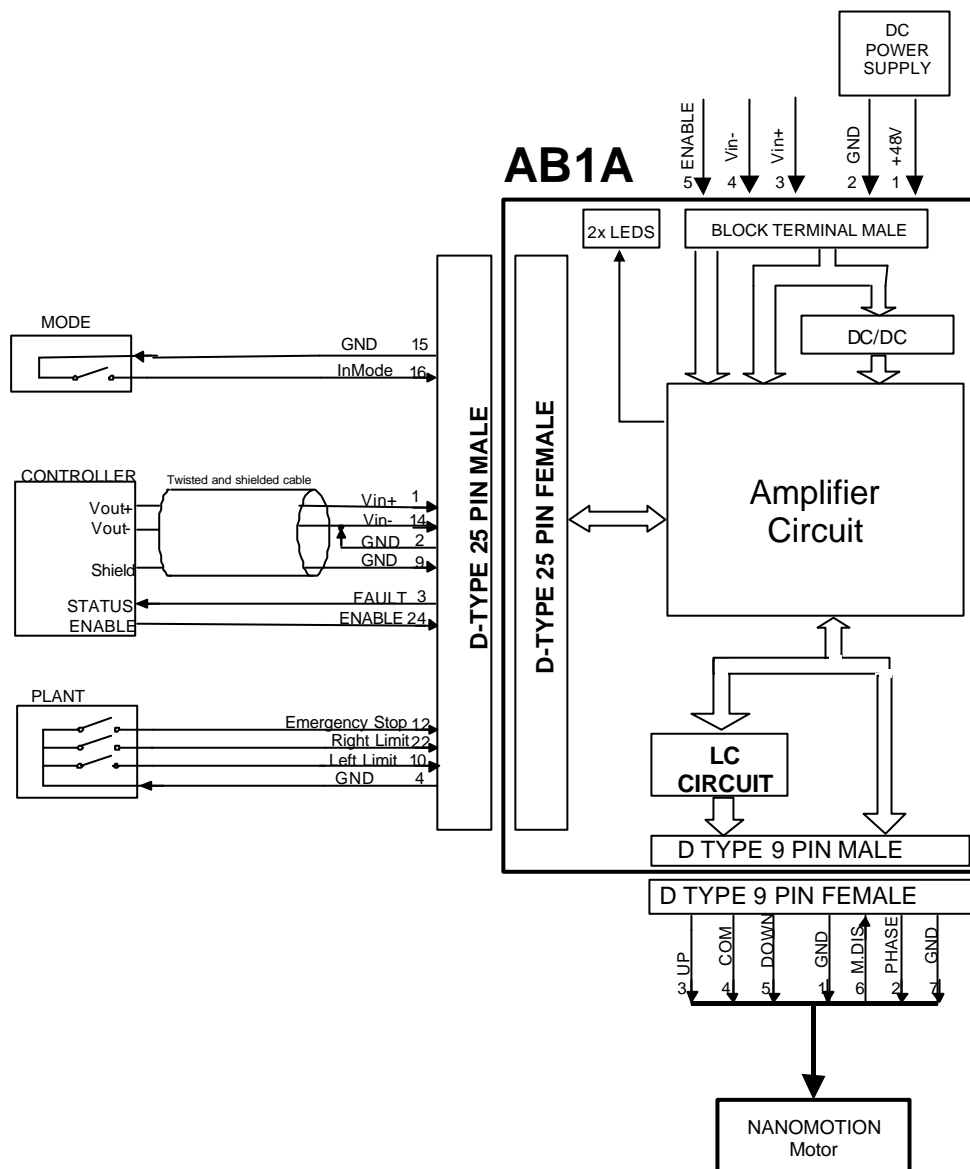 DC
POWER
SUPPLY
ENABLE
Vin-
Vin+
GND
+48V
5
4
3
2
1
AB1A
2x LEDS
BLOCK TERMINAL MALE
DC/DC
MODE
GND 15
InMode 16
D-TYPE 25 PIN MALE
D-TYPE 25 PIN FEMALE
Amplifier
Circuit
CONTROLLER
Twisted and shielded cable
Vout+
Vin+ 1
Vout-
Vin- 14
GND 2
Shield
GND 9
STATUS
FAULT 3
ENABLE
ENABLE 24
PLANT
Emergency Stop 12
Right Limit 22
Left Limit 10
GND 4
LC
CIRCUIT
D TYPE 9 PIN MALE
D TYPE 9 PIN FEMALE
UP
COM
DOWN
GND
M.DIS
PHASE
GND
3
4
5
1
6
2
7
NANOMOTION
Motor